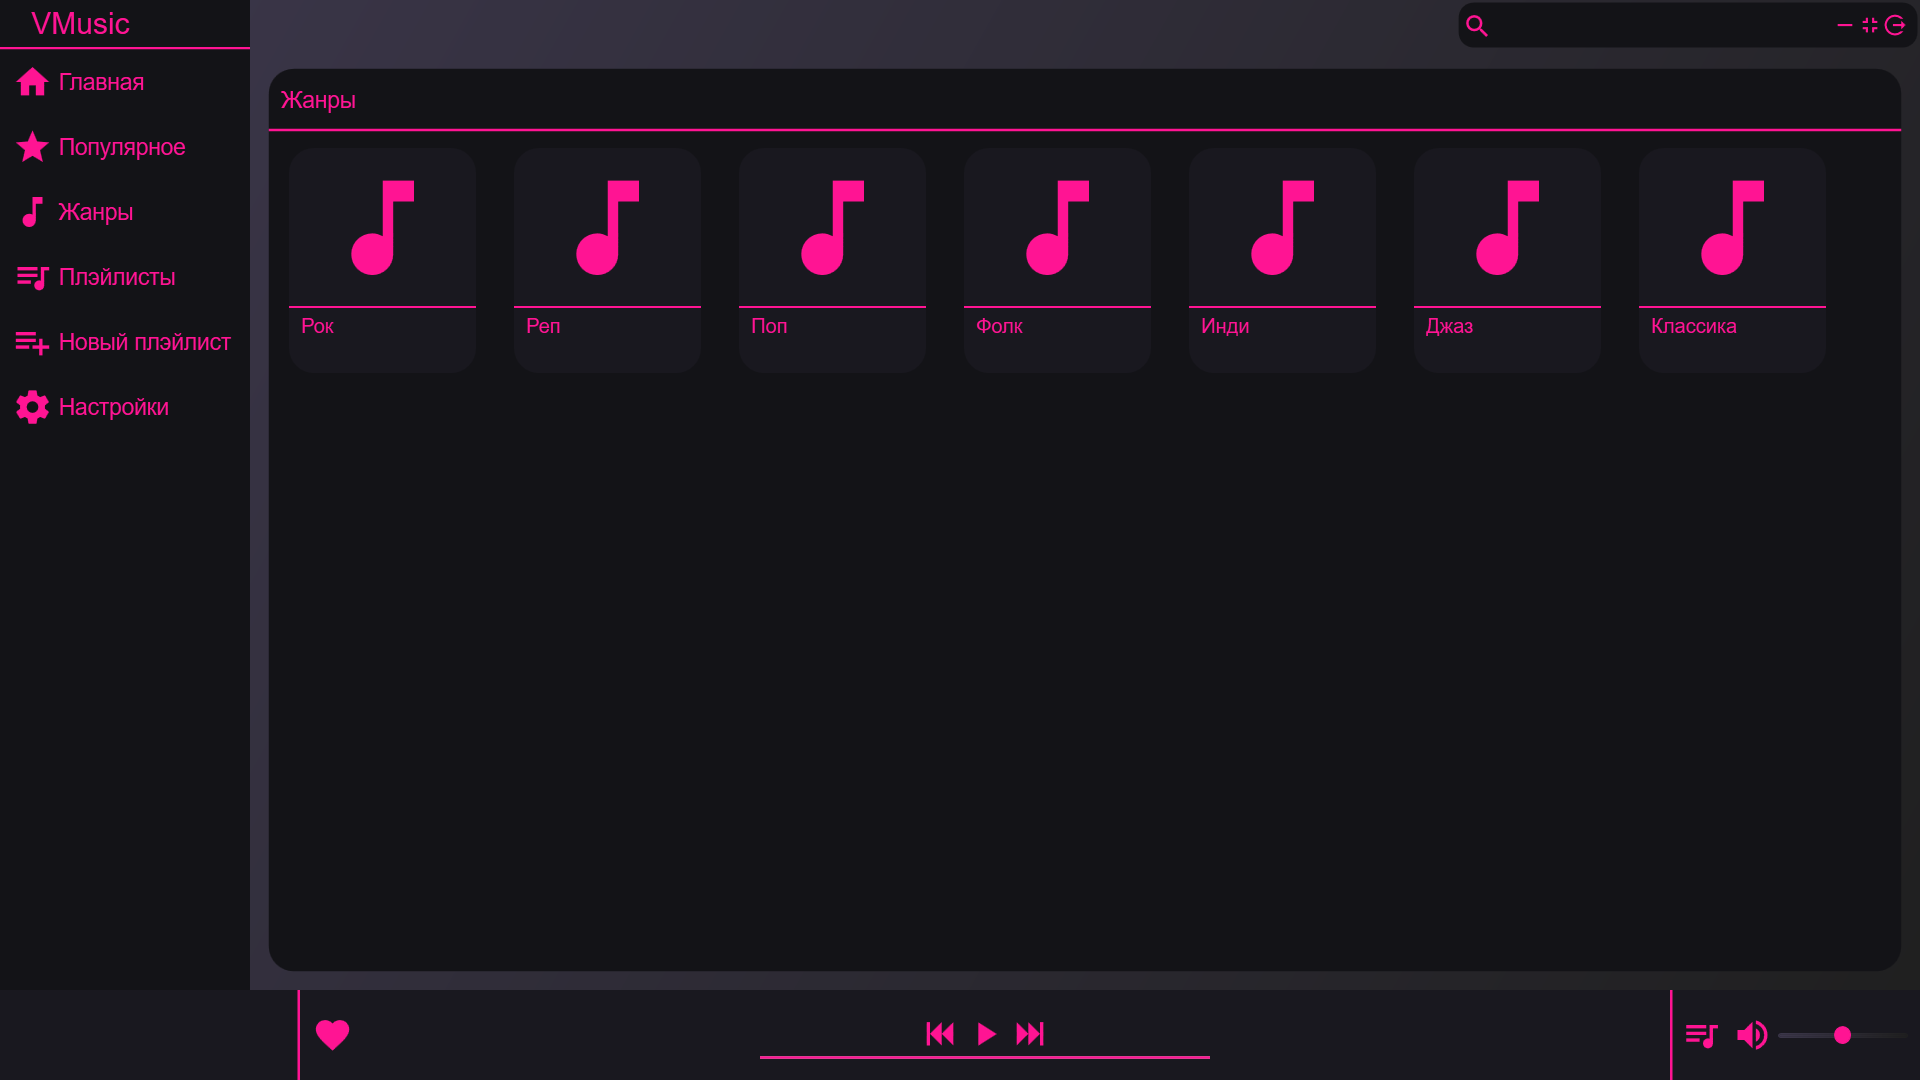 VMusic
Главная
Популярное
Жанры
Плэйлисты
Новый плэйлист
Настройки
Жанры
Рок
Реп
Поп
Фолк
Инди
Джаз
Классика